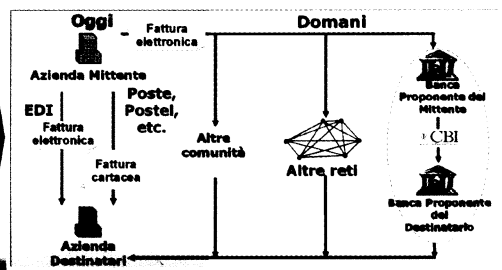 Oggi
Fattura
elettronica
Domani
Azienda Mittente
EDI
Fattura
elettronica
Poste,
Postel,
etc.
Fattura
cartacea
Altre
comunità
Altre reti
Banca
Proponente del
Mittente
CBI
Banca Proponente
del
Destinatario
Azienda
Destinatari